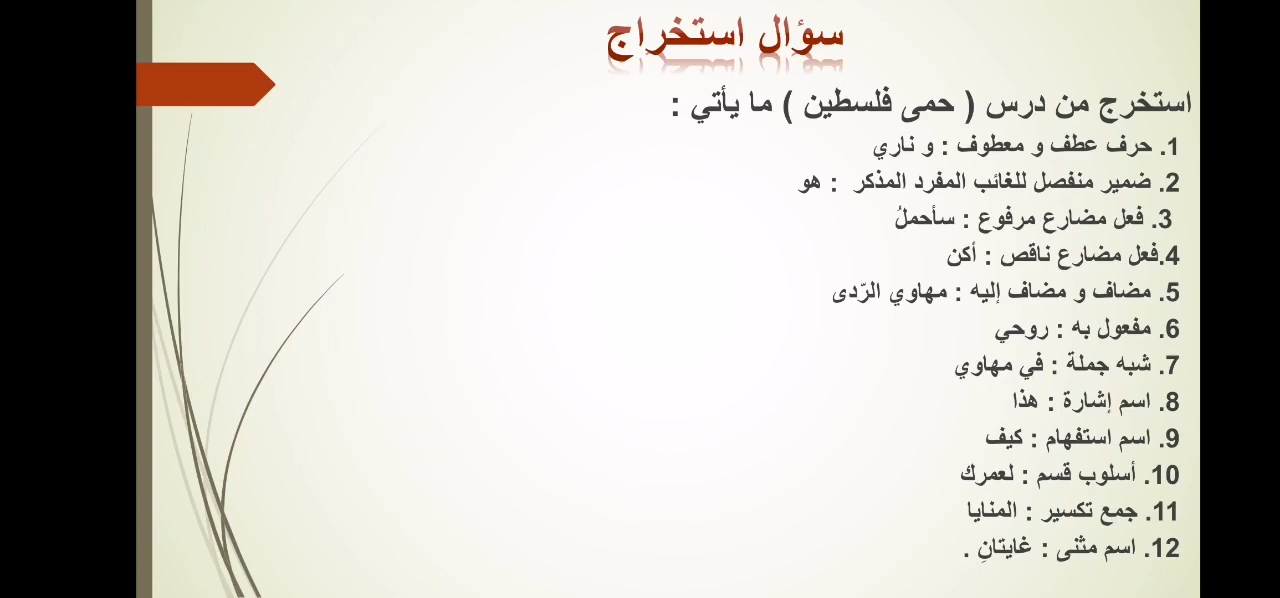 سؤال استخراج
استخرج من درس ( حمى فلسطين ) ما يأتي :
1. حرف عطف و معطوف : و ناري
2. ضمير منفصل للغائب المفرد المذكر : هو
3. فعل مضارع مرفوع : سأحملُ
4.فعل مضارع ناقص : أكن
5. مضاف و مضاف إليه : مهاوي الرّدى
6. مفعول به : روحي
7. شبه جملة : في مهاوي
8. اسم إشارة : هذا
9. اسم استفهام : كيف
10. أسلوب قسم : لعمرك
11. جمع تكسير : المنايا
12. اسم مثنى : غايتانِ .